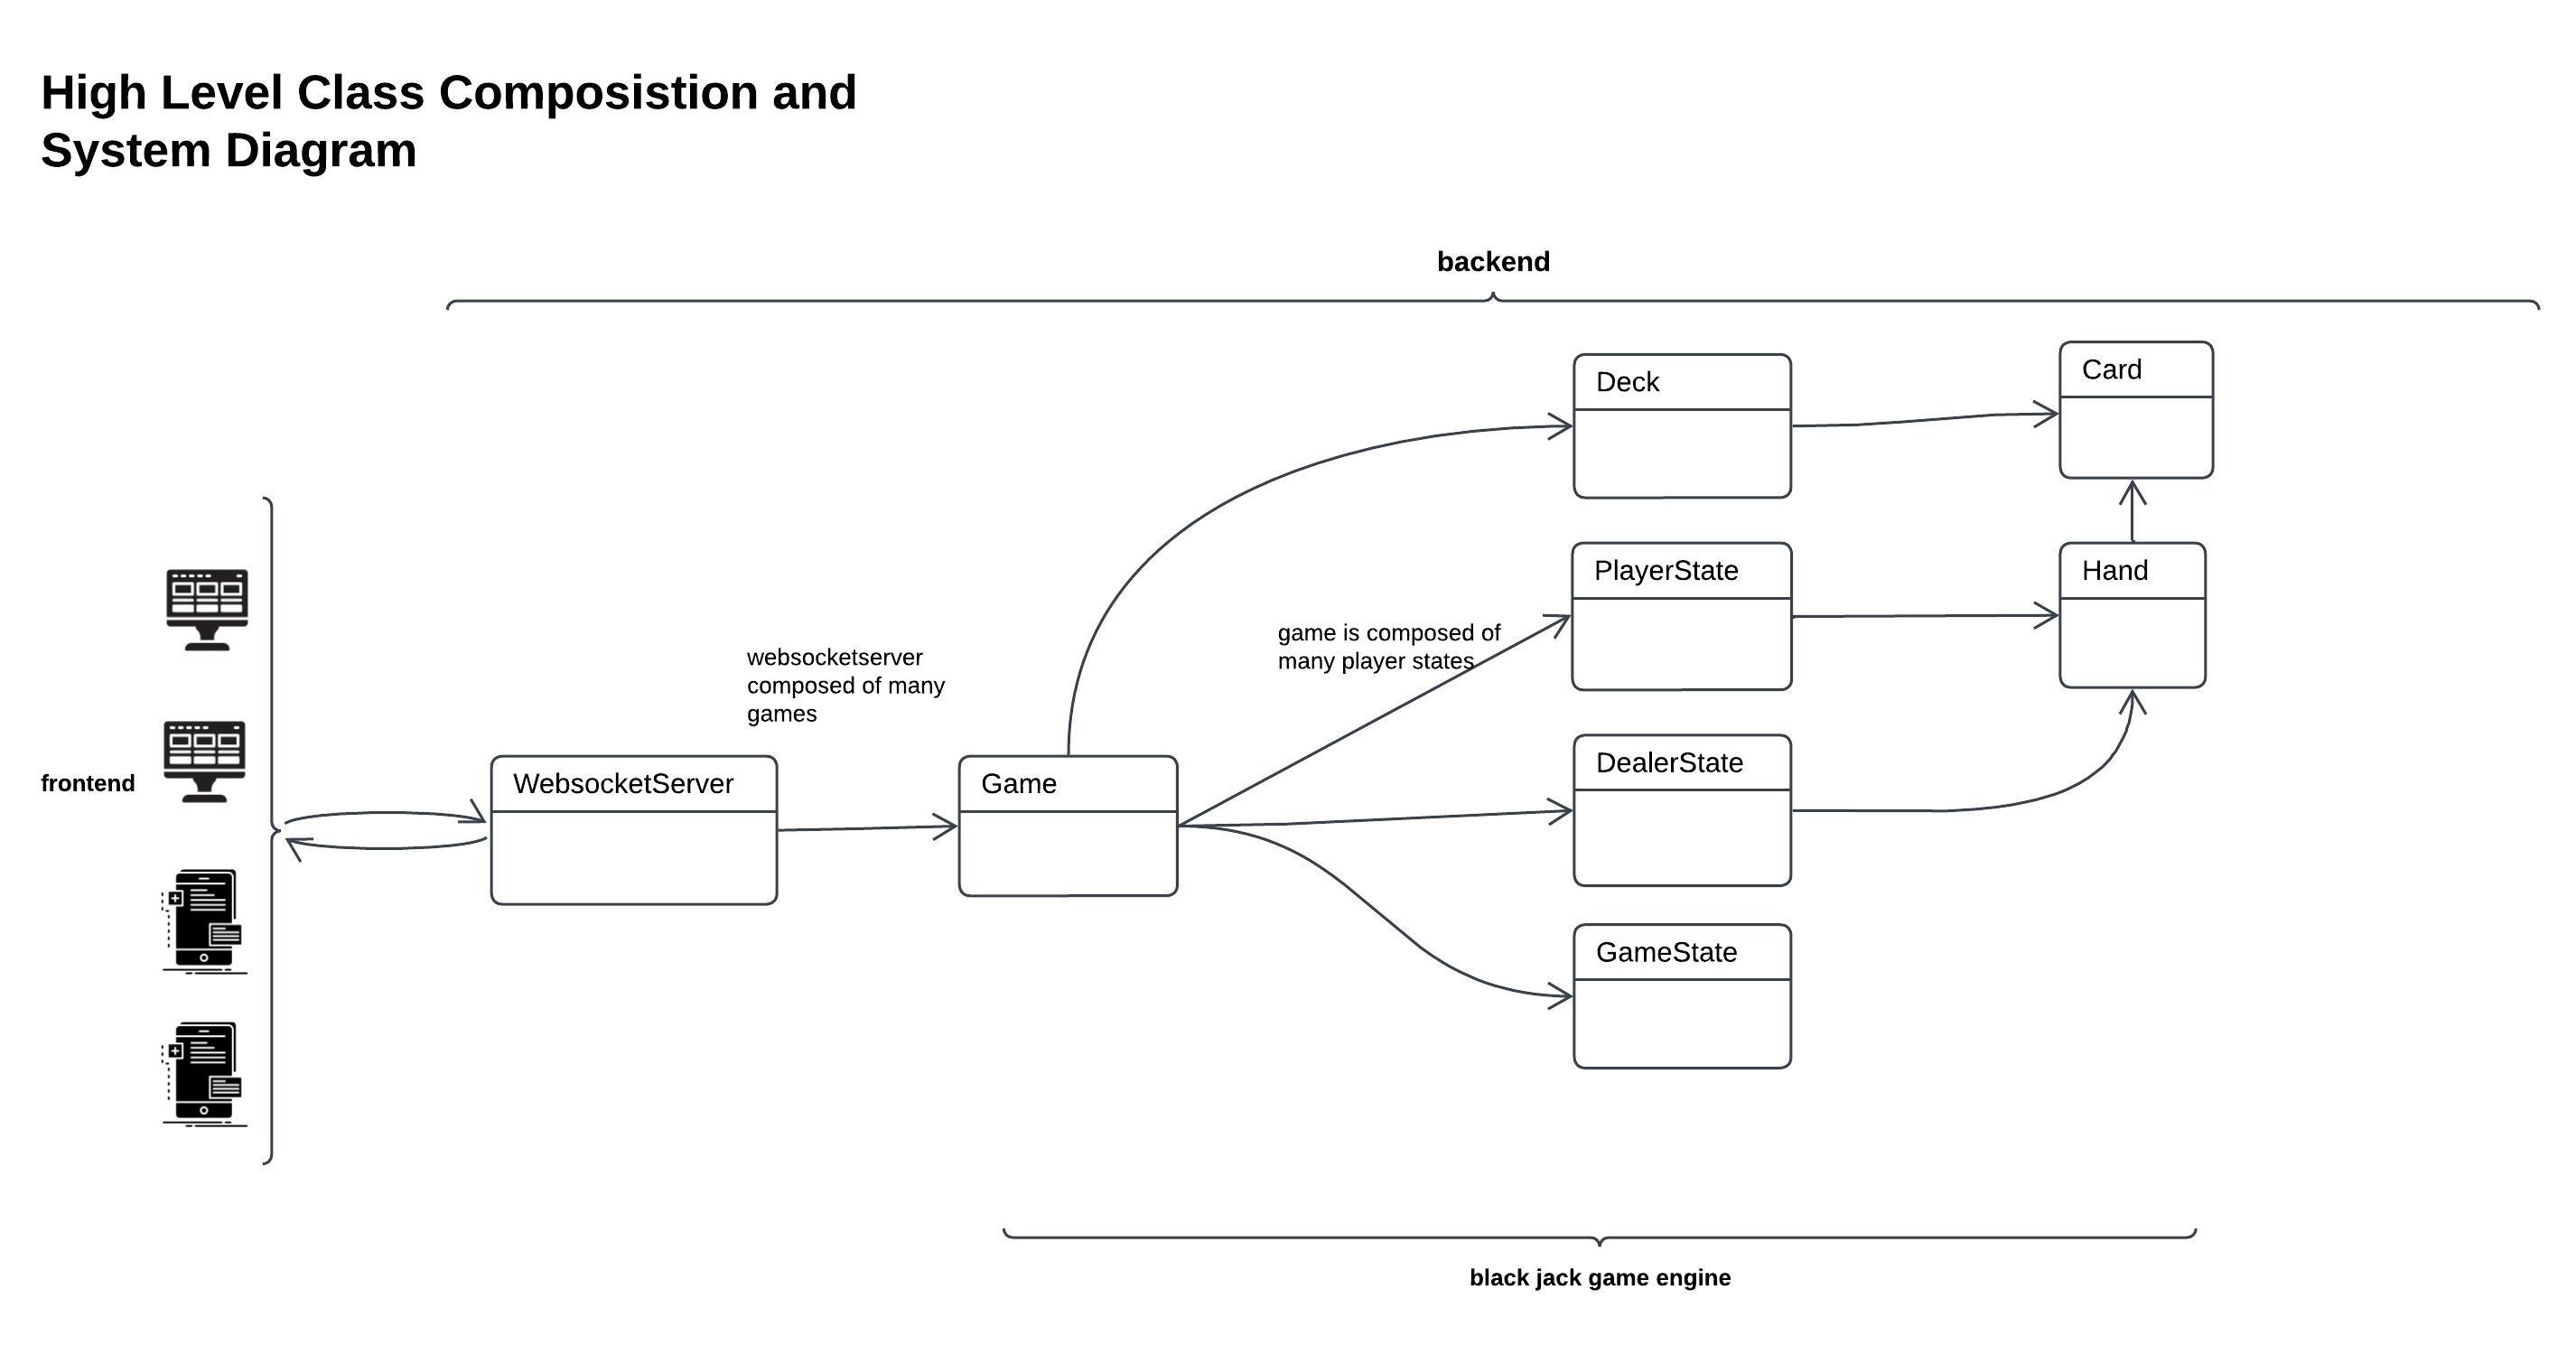 High Level Class Composistion and
System Diagram
backend
Deck
Card
PlayerState
Hand
game is composed of
many player states
websocketserver
composed of many
games
frontend
WebsocketServer
Game
DealerState
GameState
black jack game engine